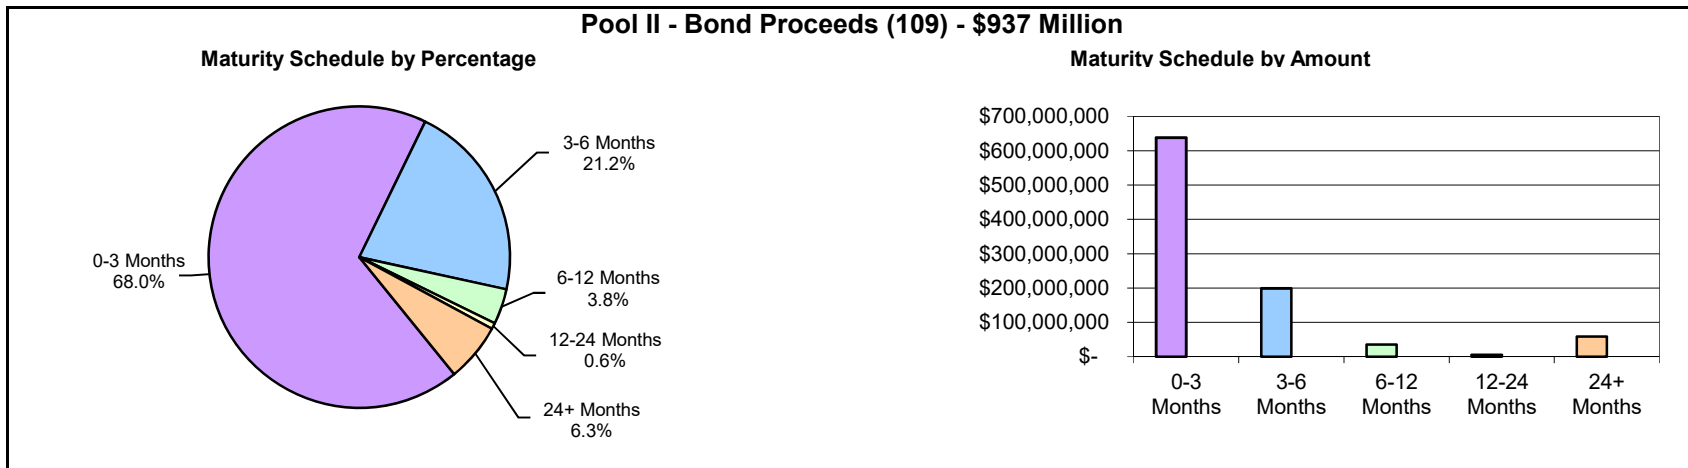 Pool II - Bond Proceeds (109) - $937 Million
Maturity Schedule by Percentage
3-6 Months
21.2%
0-3 Months
68.0%
6-12 Months
3.8%
12-24 Months
0.6%
24+ Months
6.3%
Maturity Schedule by Amount
$700,000,000
$600,000,000
$500,000,000
$400,000,000
$300,000,000
$200,000,000
$100,000,000
$-
0-3
Months
3-6
Months
6-12
Months
12-24
Months
24+
Months